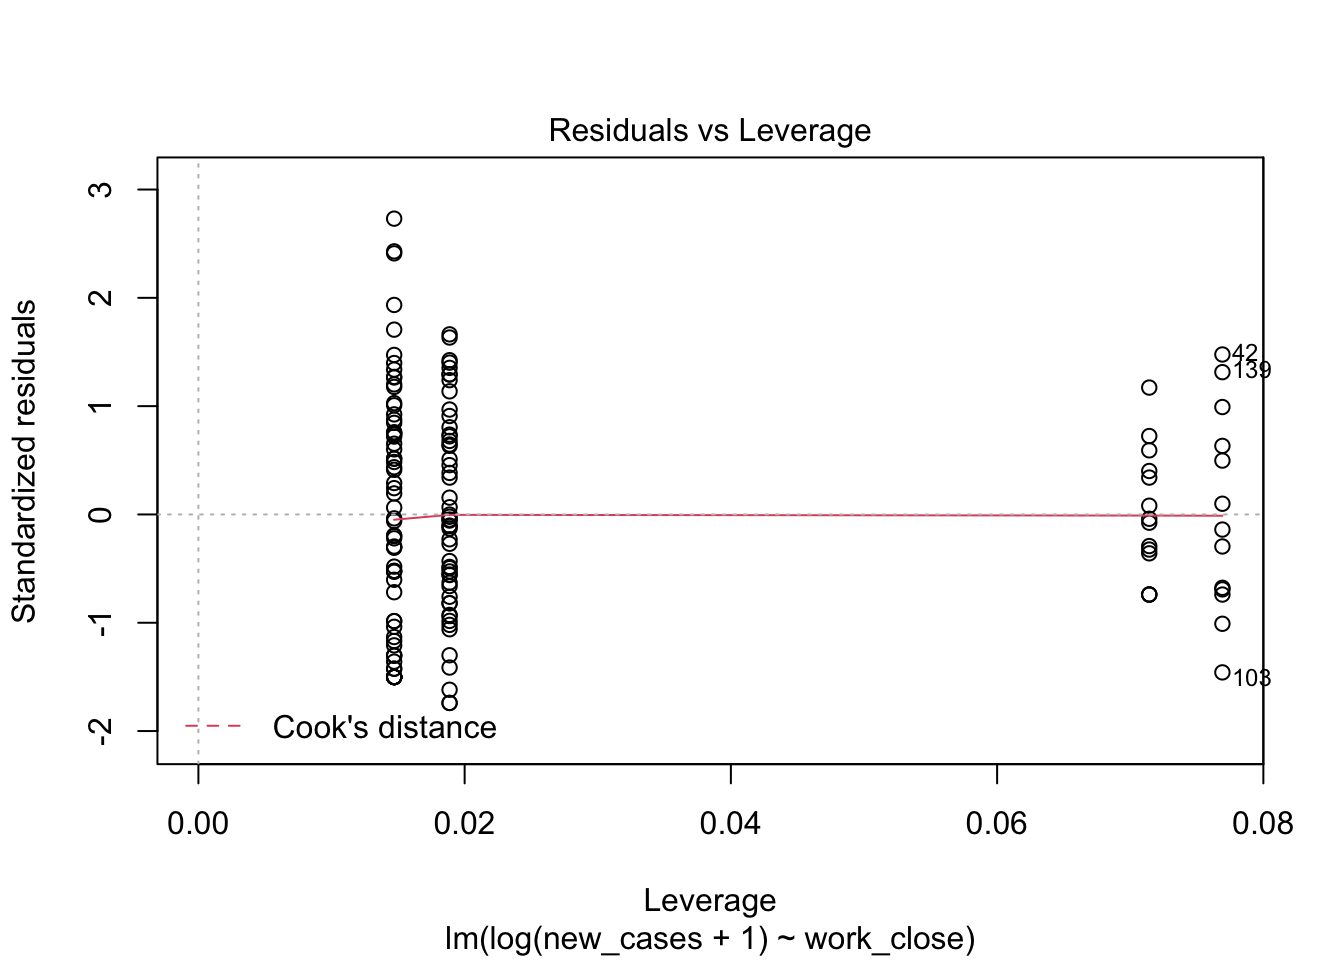 Residuals vs Leverage
Standardized residuals
3
2
1
0
-1
-2
42
139
103
Cook's distance
0.00 0.02 0.04 0.06 0.08
Leverage
lm(log(new_cases + 1) ~ work_close)